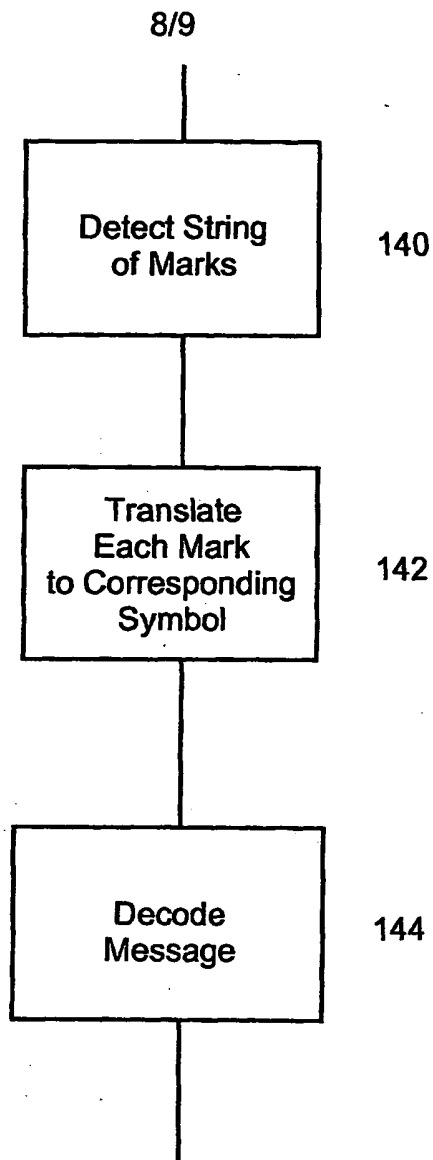 8/9
Detect String
of Marks
140
Translate
Each Mark
to Corresponding
Symbol
142
Decode
Message
144